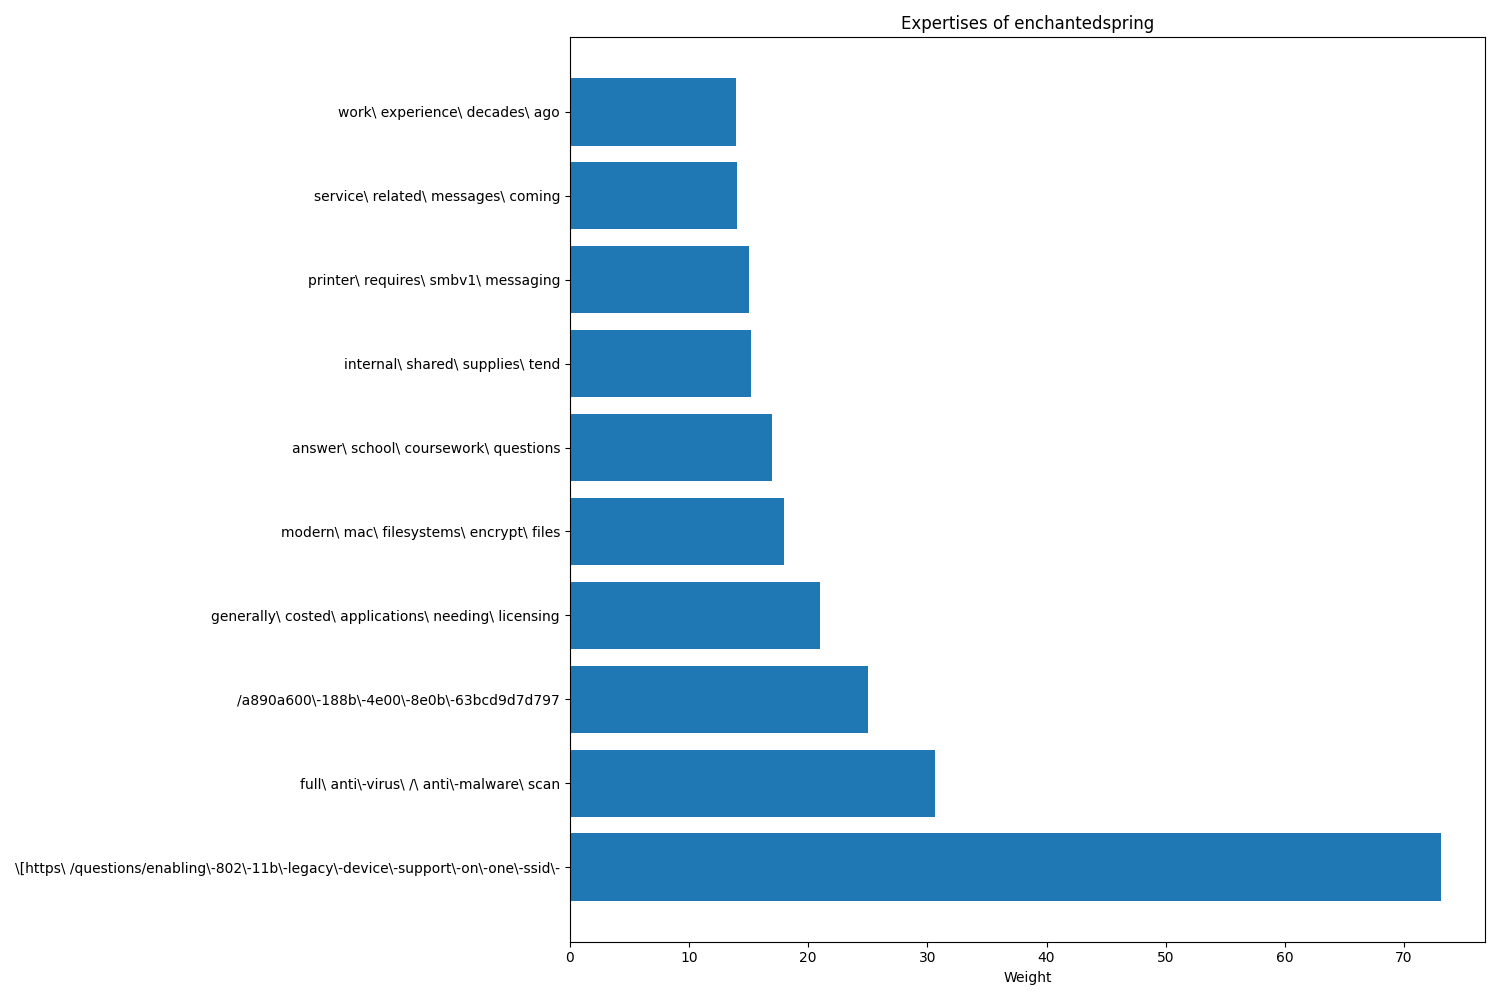 Expertises of enchantedspring
work\ experience\ decades\ ago
service\ related\ messages\ coming
printer\ requires\ smbv1\ messaging
internal\ shared\ supplies\ tend
answer\ school\ coursework\ questions
modern\ mac\ filesystems\ encrypt\ files
generally\ costed\ applications\ needing\ licensing
/a890a600\-188b\-4e00\-8e0b\-63bcd9d7d797
full\ anti\-virus\ /\ anti\-malware\ scan
\[https\ /questions/enabling\-802\-11b\-legacy\-device\-support\-on\-one\-ssid\-
0 10 20 30 40 50 60 70
Weight